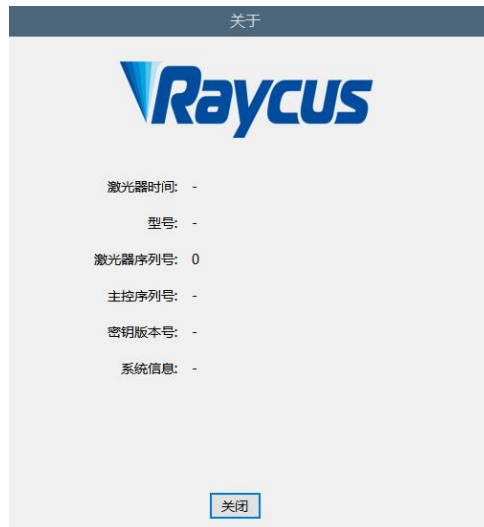 关于
Raycus
激光器时间: -
型号: -
激光器序列号: 0
主控序列号: -
密钥版本号: -
系统信息: -
关闭